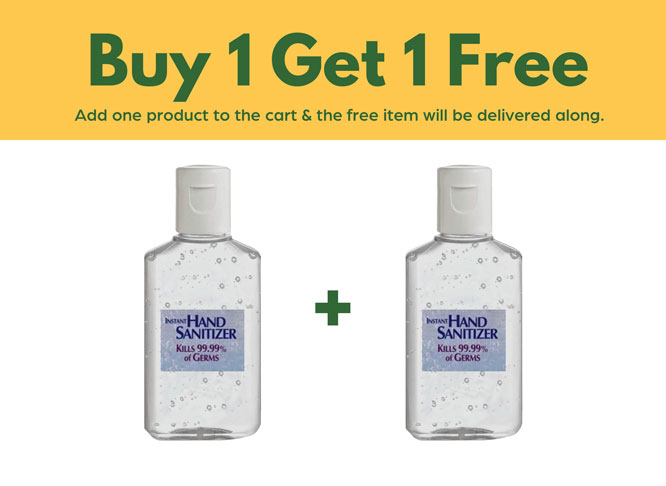 Buy 1 Get 1 Free
Add one product to the cart & the free item will be delivered along.
INSTANT HAND
SANITIZER
KILLS 99.99%
of GERMS
+
INSTANT HAND
SANITIZER
KILLS 99.99%
of GERMS